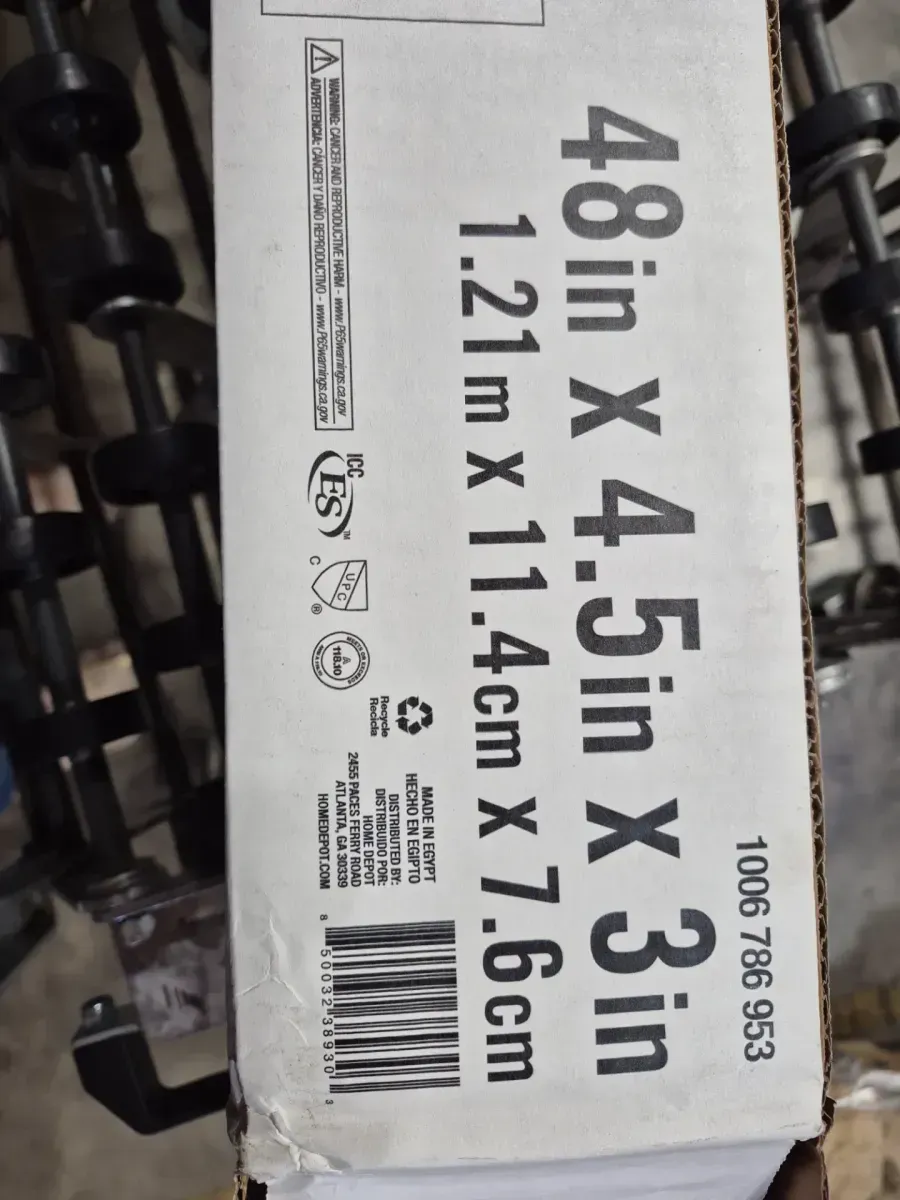 1006 786 953
48in x 4.5in x 3in
1.21m x 11.4cm x 7.6cm
WARNING: CANCER AND REPRODUCTIVE HARM - www.P65warnings.ca.gov
ADVERTENCIA: CÁNCER Y DAÑO REPRODUCTIVO - www.P65warnings.ca.gov
ICC
ES
TM
UPC
C
®
A
118.10
Recycle
Recicla
MADE IN EGYPT
HECHO EN EGIPTO
DISTRIBUTED BY:
DISTRIBUIDO POR:
HOME DEPOT
2455 PACES FERRY ROAD
ATLANTA, GA 30339
HOMEDEPOT.COM
8 50032 38930 3